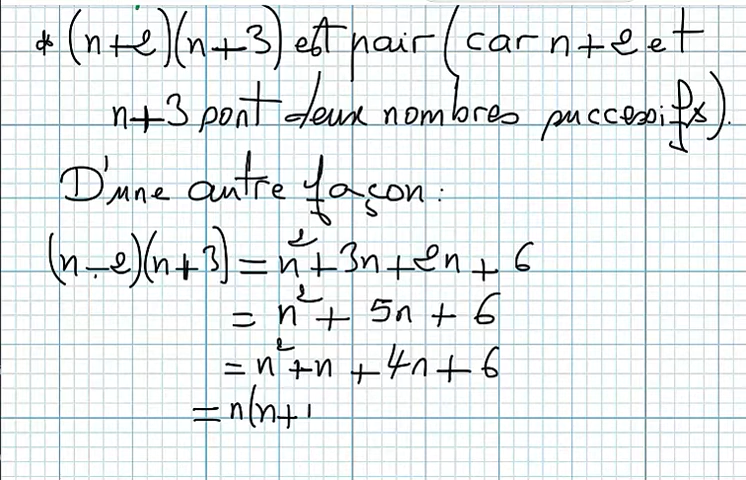 * (n+2)(n+3) est pair (car n+2 et
n+3 sont deux nombres successifs).
D'une autre façon :
(n-2)(n+3) = n² + 3n + 2n + 6
= n² + 5n + 6
= n² + n + 4n + 6
= n(n+1